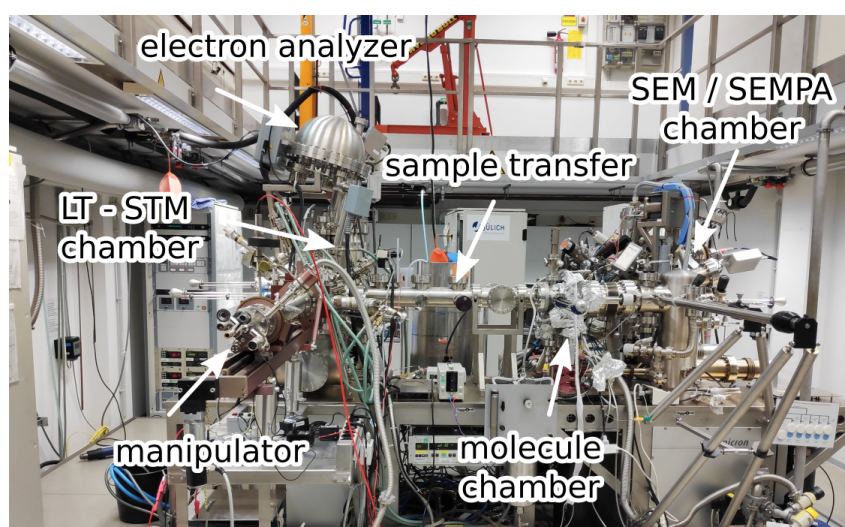 electron analyzer
SEM / SEMPA
chamber
sample transfer
LT - STM
chamber
JÜLICH
manipulator
molecule
chamber
micron